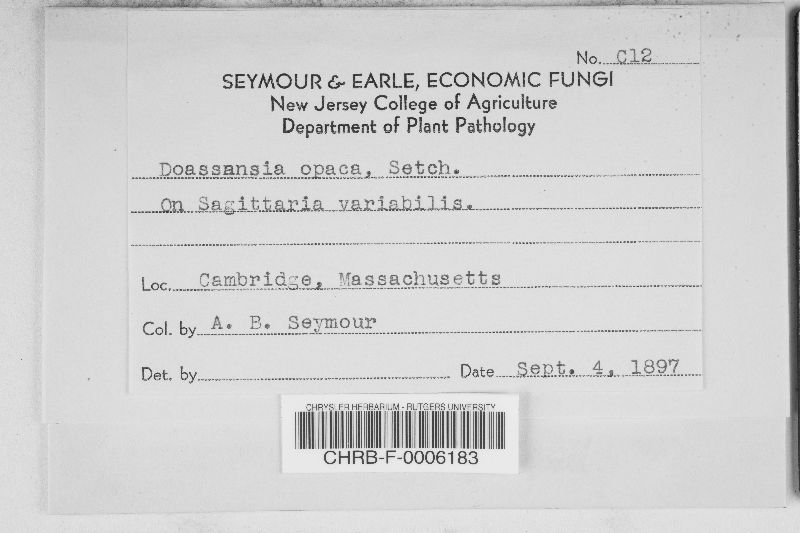 No. C12
SEYMOUR & EARLE, ECONOMIC FUNGI
New Jersey College of Agriculture
Department of Plant Pathology
Doassansia opaca, Setch.
On Sagittaria variabilis.
Loc. Cambridge, Massachusetts
Col. by A. B. Seymour
Det. by Date Sept. 4, 1897
CHRYSLER HERBARIUM - RUTGERS UNIVERSITY
CHRB-F-0006183